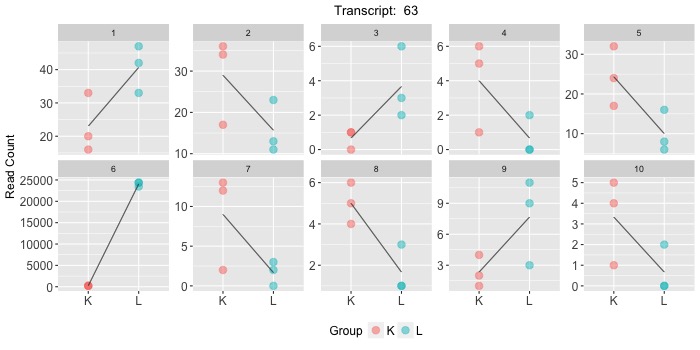 Transcript: 63
1 2 3 4 5
40 30 20
30 20 10
6 4 2 0
6 4 2 0
30 20 10
Read Count
6 7 8 9 10
25000 20000 15000 10000 5000 0
10 5 0
6 4 2
9 6 3
5 4 3 2 1 0
K L K L K L K L K L
Group K L